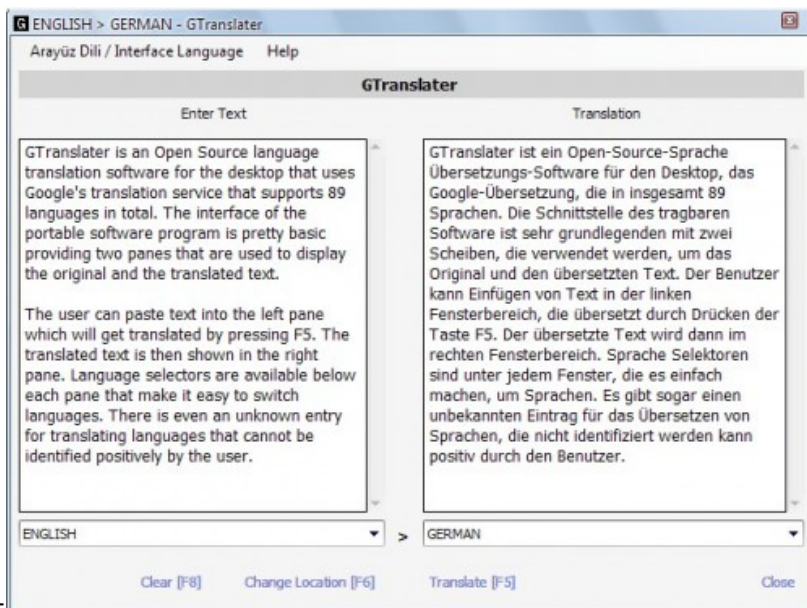 G ENGLISH > GERMAN - GTranslater
Arayüz Dili / Interface Language Help
GTranslater
Enter Text
GTranslater is an Open Source language
translation software for the desktop that uses
Google's translation service that supports 89
languages in total. The interface of the
portable software program is pretty basic
providing two panes that are used to display
the original and the translated text.
The user can paste text into the left pane
which will get translated by pressing F5. The
translated text is then shown in the right
pane. Language selectors are available below
each pane that make it easy to switch
languages. There is even an unknown entry
for translating languages that cannot be
identified positively by the user.
Translation
GTranslater ist ein Open-Source-Sprache
Übersetzungs-Software für den Desktop, das
Google-Übersetzung, die in insgesamt 89
Sprachen. Die Schnittstelle des tragbaren
Software ist sehr grundlegenden mit zwei
Scheiben, die verwendet werden, um das
Original und den übersetzten Text. Der Benutzer
kann Einfügen von Text in der linken
Fensterbereich, die übersetzt durch Drücken der
Taste F5. Der übersetzte Text wird dann im
rechten Fensterbereich. Sprache Selektoren
sind unter jedem Fenster, die es einfach
machen, um Sprachen. Es gibt sogar einen
unbekannten Eintrag für das Übersetzen von
Sprachen, die nicht identifiziert werden kann
positiv durch den Benutzer.
ENGLISH > GERMAN
Clear [F8] Change Location [F6] Translate [F5] Close